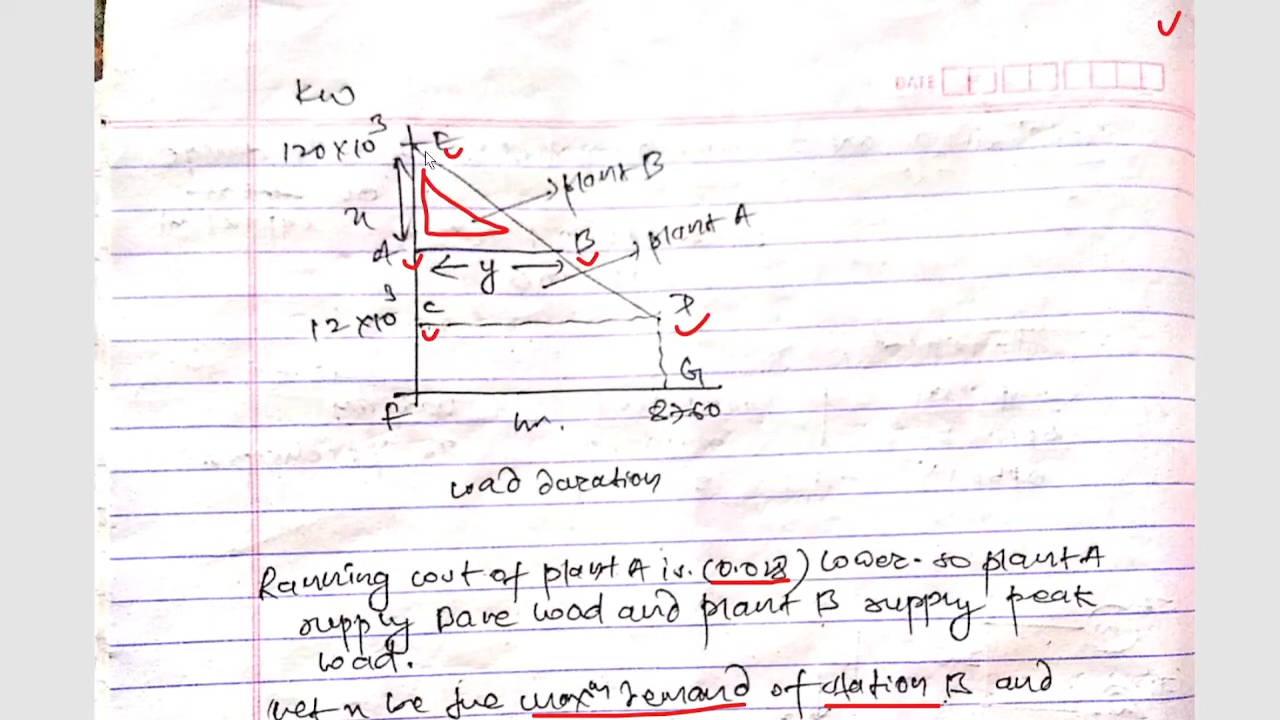 DATE
KW
120×10³
E
plant B
x
A
B
plant A
y
12×10³
C
D
G
F
hr.
8760
Load duration
Running cost of plant A is (0.028) lower. so plant A
supply Base load and plant B supply peak
load.
Let x be the maxᵐ demand of station B and